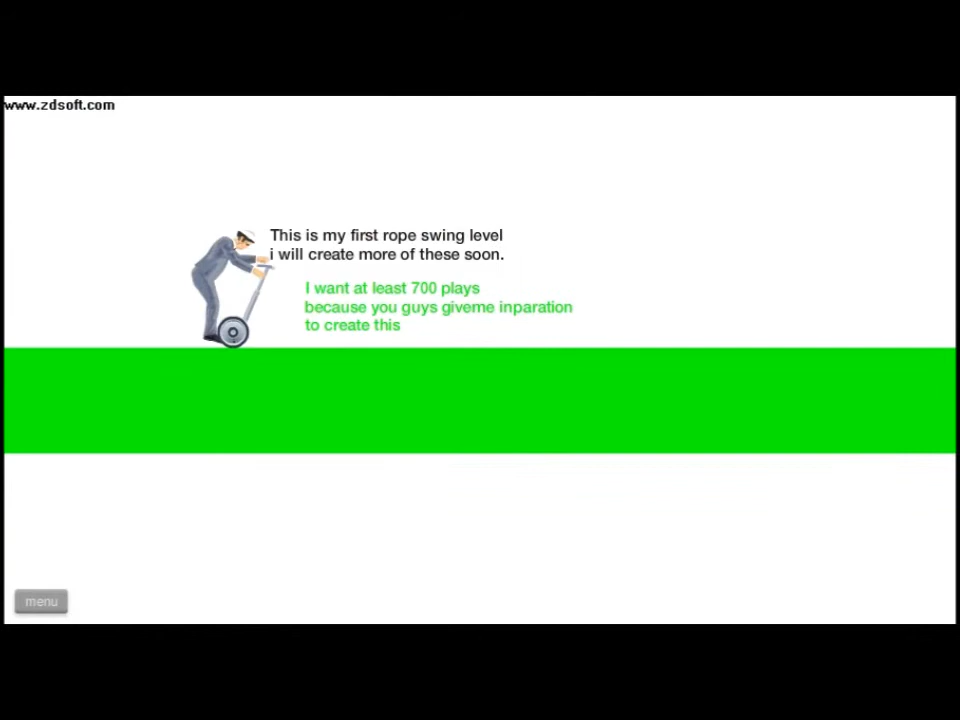 www.zdsoft.com
This is my first rope swing level
i will create more of these soon.
I want at least 700 plays
because you guys giveme inparation
to create this
menu